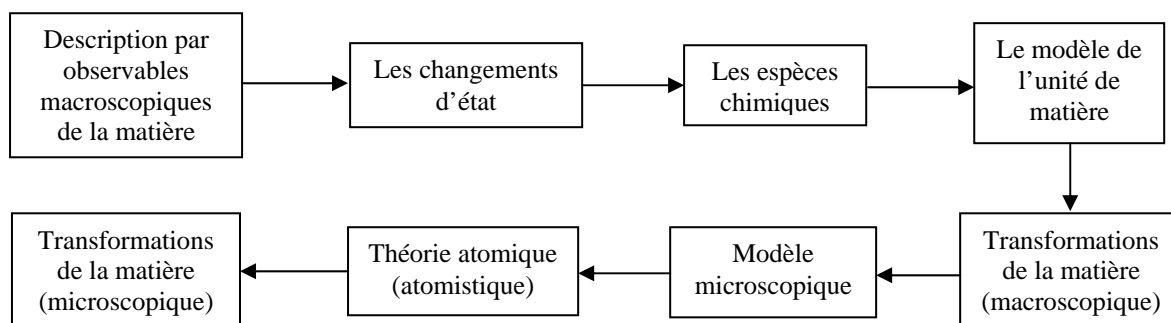 Description par
observables
macroscopiques
de la matière
Les changements
d’état
Les espèces
chimiques
Le modèle de
l’unité de
matière
Transformations
de la matière
(macroscopique)
Modèle
microscopique
Théorie atomique
(atomistique)
Transformations
de la matière
(microscopique)